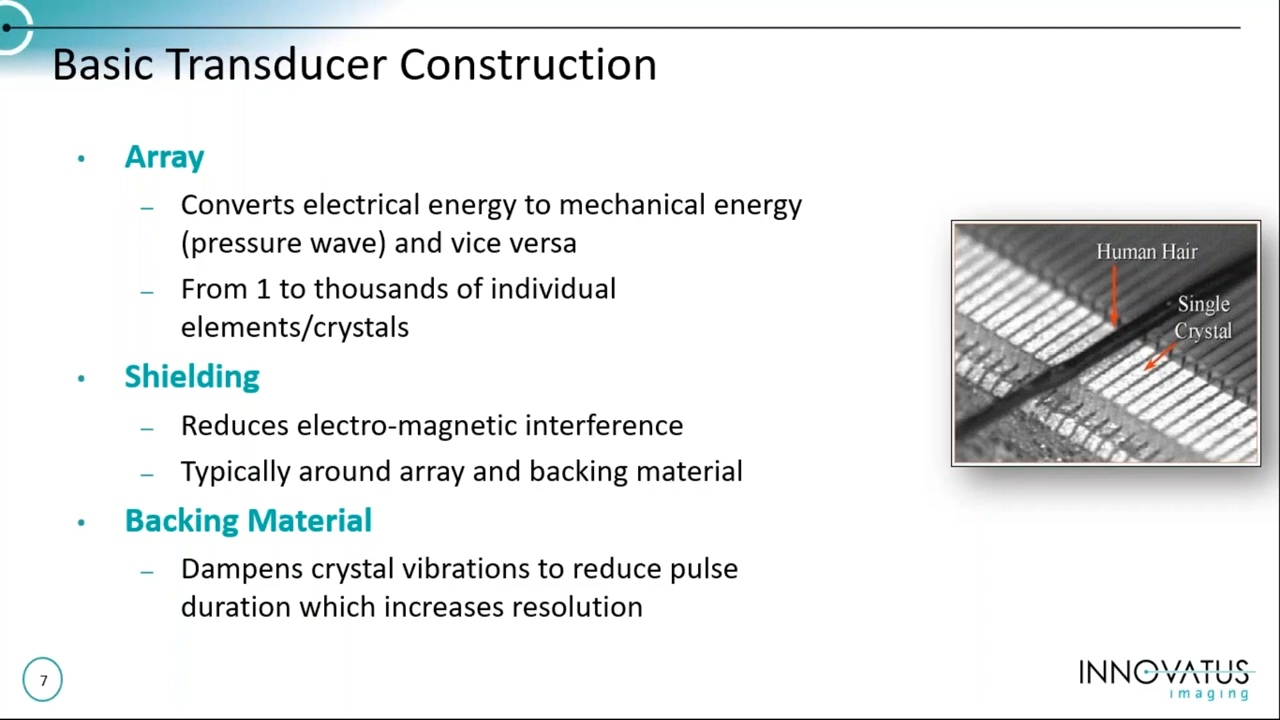 Basic Transducer Construction
• Array
– Converts electrical energy to mechanical energy
(pressure wave) and vice versa
– From 1 to thousands of individual
elements/crystals
• Shielding
– Reduces electro-magnetic interference
– Typically around array and backing material
• Backing Material
– Dampens crystal vibrations to reduce pulse
duration which increases resolution
Human Hair
Single
Crystal
7
INNOVATUS
imaging